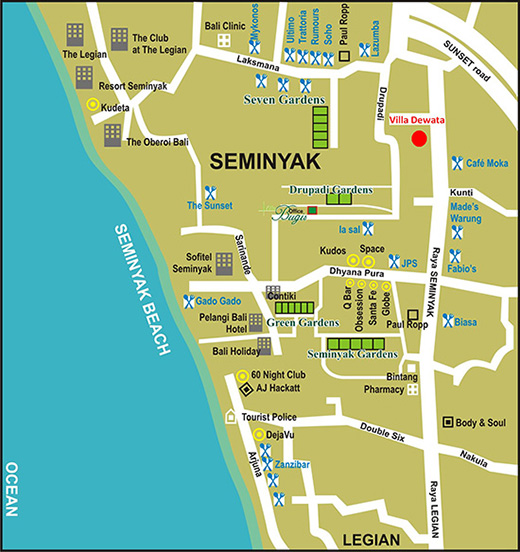 Mykonos
Ultimo
Trattoria
Rumours
Soho
Paul Ropp
Lazumba
Bali Clinic
The Club
at The Legian
The Legian
Laksmana
SUNSET road
Resort Seminyak
Seven Gardens
Drupadi
Kudeta
Villa Dewata
The Oberoi Bali
SEMINYAK
Café Moka
Drupadi Gardens
Kunti
The Sunset
Office
Bugis
Made's
Warung
la sal
SEMINYAK BEACH
Sarinande
Kudos
Space
Raya SEMINYAK
Sofitel
Seminyak
JPS
Fabio's
Dhyana Pura
Gado Gado
Contiki
Q Bar
Obsession
Santa Fe
Globe
Pelangi Bali
Hotel
Green Gardens
Paul Ropp
Biasa
Bali Holiday
Seminyak Gardens
60 Night Club
AJ Hackatt
Bintang
Pharmacy
Tourist Police
Body & Soul
DejaVu
Double Six
Arjuna
Zanzibar
Nakula
OCEAN
Raya LEGIAN
LEGIAN